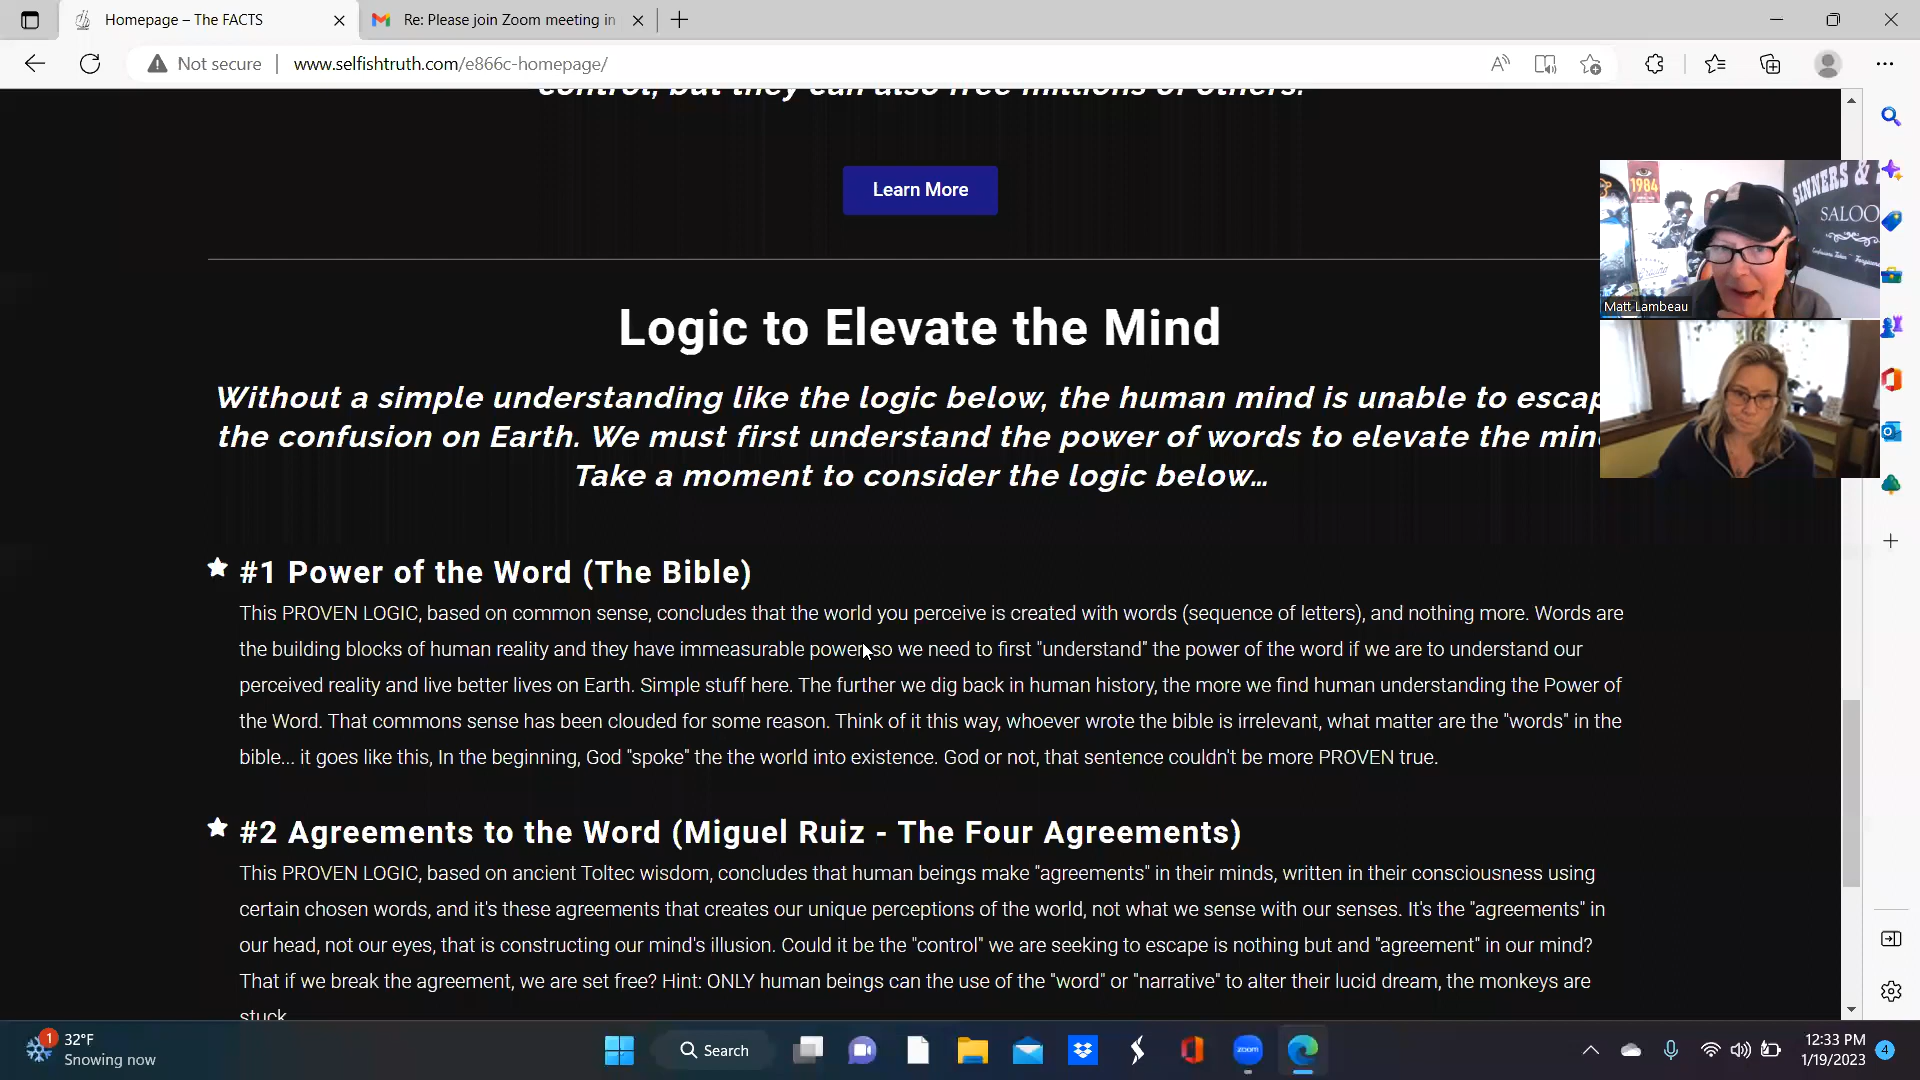 Homepage – The FACTS
Re: Please join Zoom meeting in
Not secure
www.selfishtruth.com/e866c-homepage/
control, but they can also free millions of others.
Learn More
1984
SINNERS &
SALOO
Matt Lambeau
Logic to Elevate the Mind
Without a simple understanding like the logic below, the human mind is unable to escap
the confusion on Earth. We must first understand the power of words to elevate the min
Take a moment to consider the logic below...
#1 Power of the Word (The Bible)
This PROVEN LOGIC, based on common sense, concludes that the world you perceive is created with words (sequence of letters), and nothing more. Words are
the building blocks of human reality and they have immeasurable power so we need to first "understand" the power of the word if we are to understand our
perceived reality and live better lives on Earth. Simple stuff here. The further we dig back in human history, the more we find human understanding the Power of
the Word. That commons sense has been clouded for some reason. Think of it this way, whoever wrote the bible is irrelevant, what matter are the "words" in the
bible... it goes like this, In the beginning, God "spoke" the the world into existence. God or not, that sentence couldn't be more PROVEN true.
#2 Agreements to the Word (Miguel Ruiz - The Four Agreements)
This PROVEN LOGIC, based on ancient Toltec wisdom, concludes that human beings make "agreements" in their minds, written in their consciousness using
certain chosen words, and it's these agreements that creates our unique perceptions of the world, not what we sense with our senses. It's the "agreements" in
our head, not our eyes, that is constructing our mind's illusion. Could it be the "control" we are seeking to escape is nothing but and "agreement" in our mind?
That if we break the agreement, we are set free? Hint: ONLY human beings can the use of the "word" or "narrative" to alter their lucid dream, the monkeys are
stuck
1
32°F
Snowing now
Search
zoom
12:33 PM
1/19/2023
4